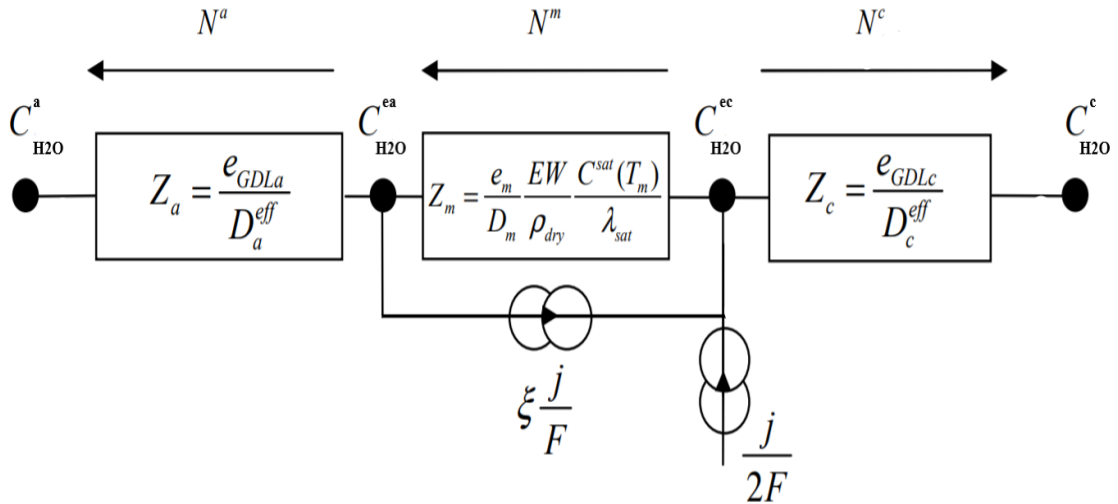 N^a N^m N^c
C^a_H2O C^ea_H2O C^ec_H2O C^c_H2O
Z_a = e_GDLa / D_a^eff
Z_m = e_m / D_m EW / ρ_dry C^sat(T_m) / λ_sat
Z_c = e_GDLc / D_c^eff
ξ j / F
j / 2F